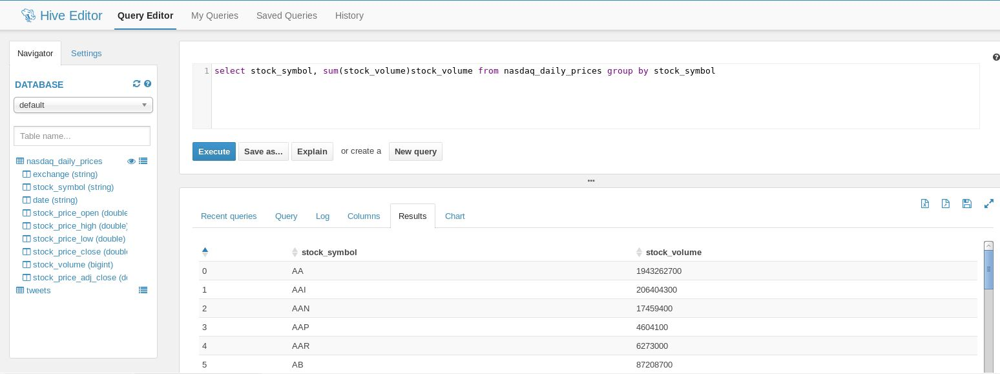 Hive Editor Query Editor My Queries Saved Queries History
Navigator Settings
DATABASE
default
Table name...
nasdaq_daily_prices
exchange (string)
stock_symbol (string)
date (string)
stock_price_open (double
stock_price_high (double)
stock_price_low (double)
stock_price_close (doubl
stock_volume (bigint)
stock_price_adj_close (do
tweets
1 select stock_symbol, sum(stock_volume)stock_volume from nasdaq_daily_prices group by stock_symbol
Execute Save as... Explain or create a New query
Recent queries Query Log Columns Results Chart
stock_symbol stock_volume
0 AA 1943262700
1 AAI 206404300
2 AAN 17459400
3 AAP 4604100
4 AAR 6273000
5 AB 87208700